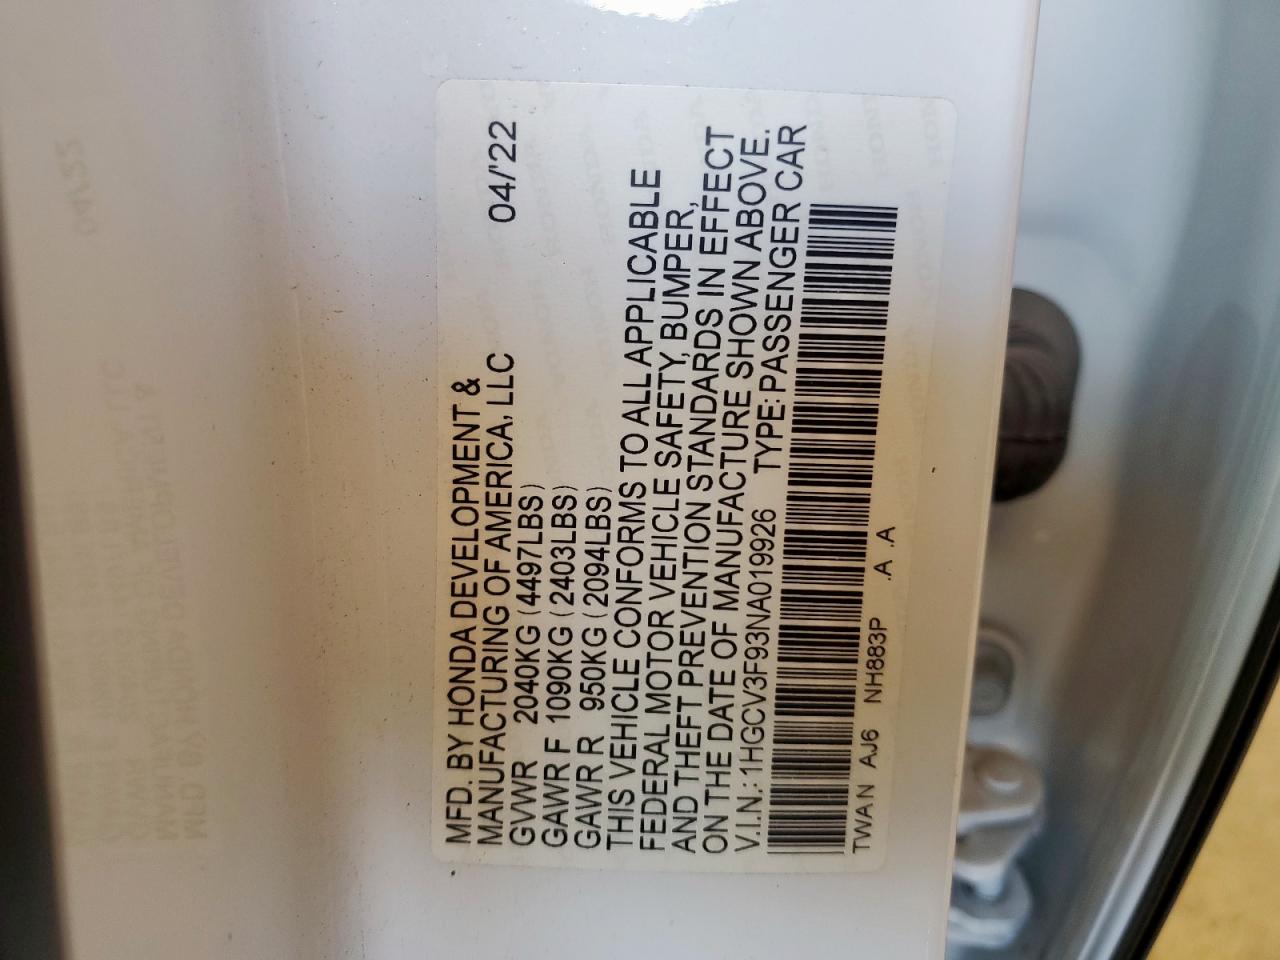 MFD. BY HONDA DEVELOPMENT &
MANUFACTURING OF AMERICA, LLC 04/'22
GVWR 2040KG (4497LBS)
GAWR F 1090KG (2403LBS)
GAWR R 950KG (2094LBS)
THIS VEHICLE CONFORMS TO ALL APPLICABLE
FEDERAL MOTOR VEHICLE SAFETY, BUMPER,
AND THEFT PREVENTION STANDARDS IN EFFECT
ON THE DATE OF MANUFACTURE SHOWN ABOVE.
V.I.N.: 1HGCV3F93NA019926 TYPE: PASSENGER CAR
TWAN AJ6 NH883P .A .A